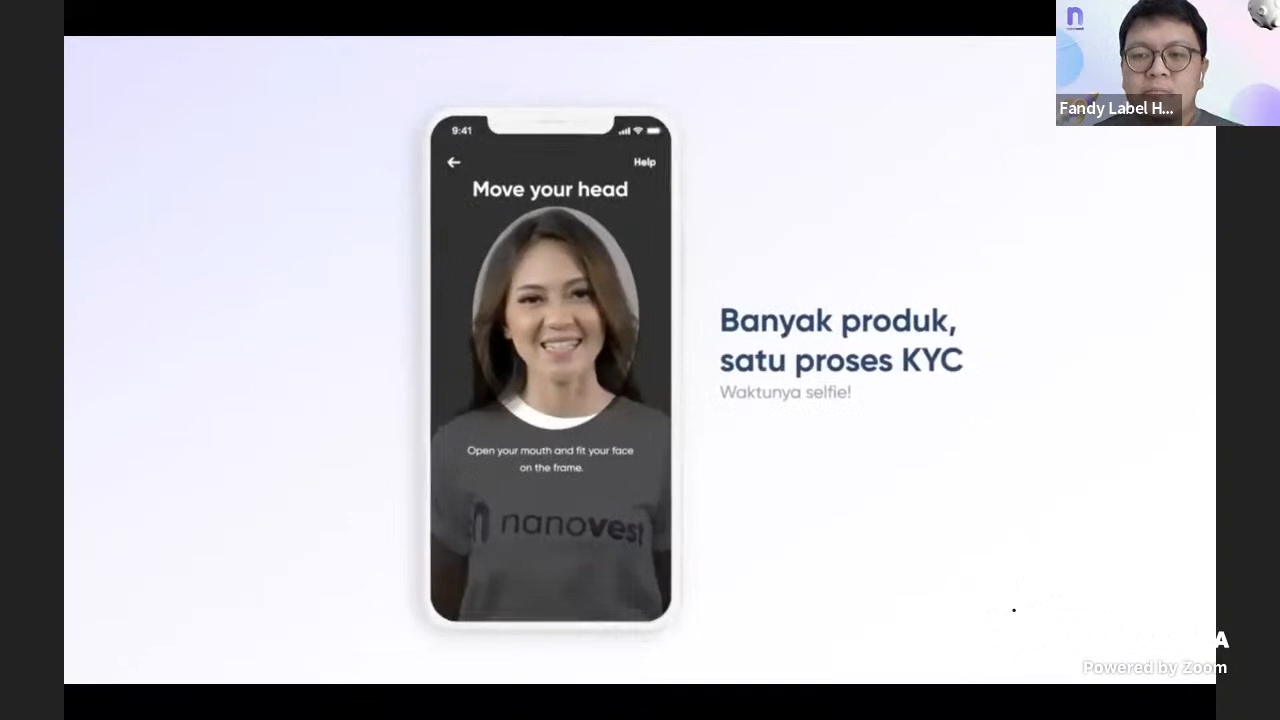 nanovest
Fandy Label H...
9:41
Help
Move your head
Open your mouth and fit your face
on the frame.
nanovest
Banyak produk,
satu proses KYC
Waktunya selfie!
A
Powered by Zoom